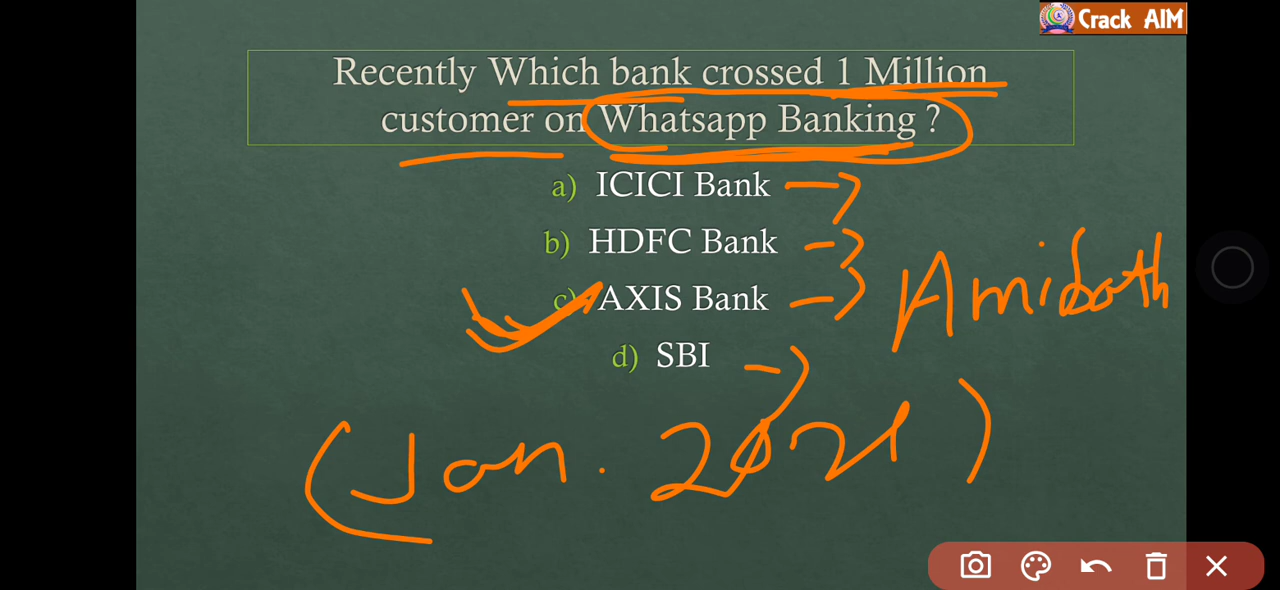 Crack AIM
Recently Which bank crossed 1 Million
customer on Whatsapp Banking ?
a) ICICI Bank
b) HDFC Bank
c) AXIS Bank
d) SBI
(Jan. 2021)